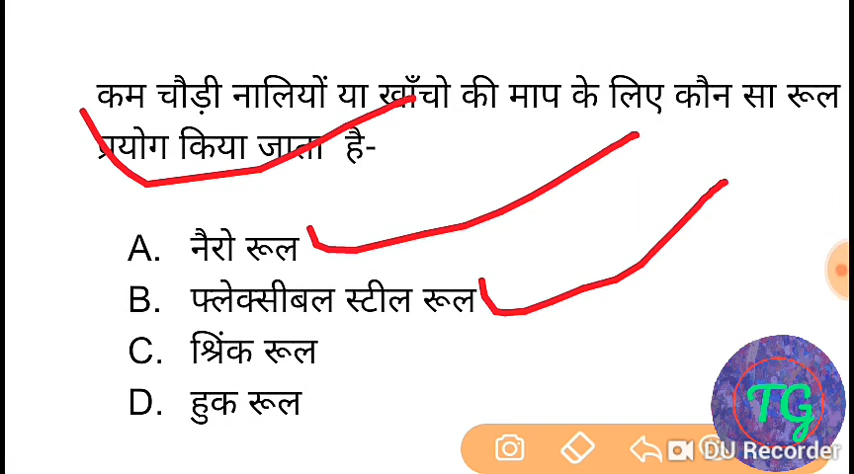 कम चौड़ी नालियों या खाँचो की माप के लिए कौन सा रूल
प्रयोग किया जाता है-
A. नैरो रूल
B. फ्लेक्सीबल स्टील रूल
C. श्रिंक रूल
D. हुक रूल
TG
DU Recorder